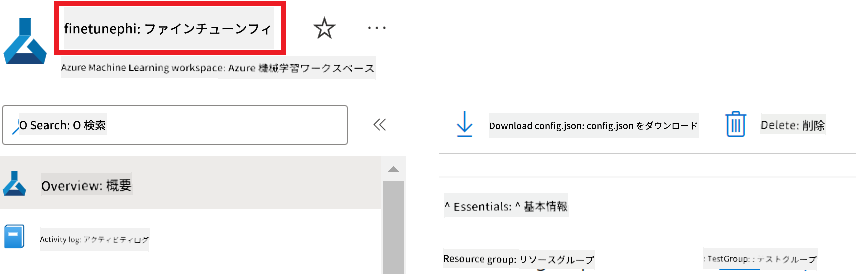 finetunephi: ファインチューンフィ
Azure Machine Learning workspace: Azure 機械学習ワークスペース
O Search: O 検索
Download config.json: config.json をダウンロード
Delete: 削除
Overview: 概要
^ Essentials: ^ 基本情報
Activity log: アクティビティログ
Resource group: リソースグループ
: TestGroup: : テストグループ